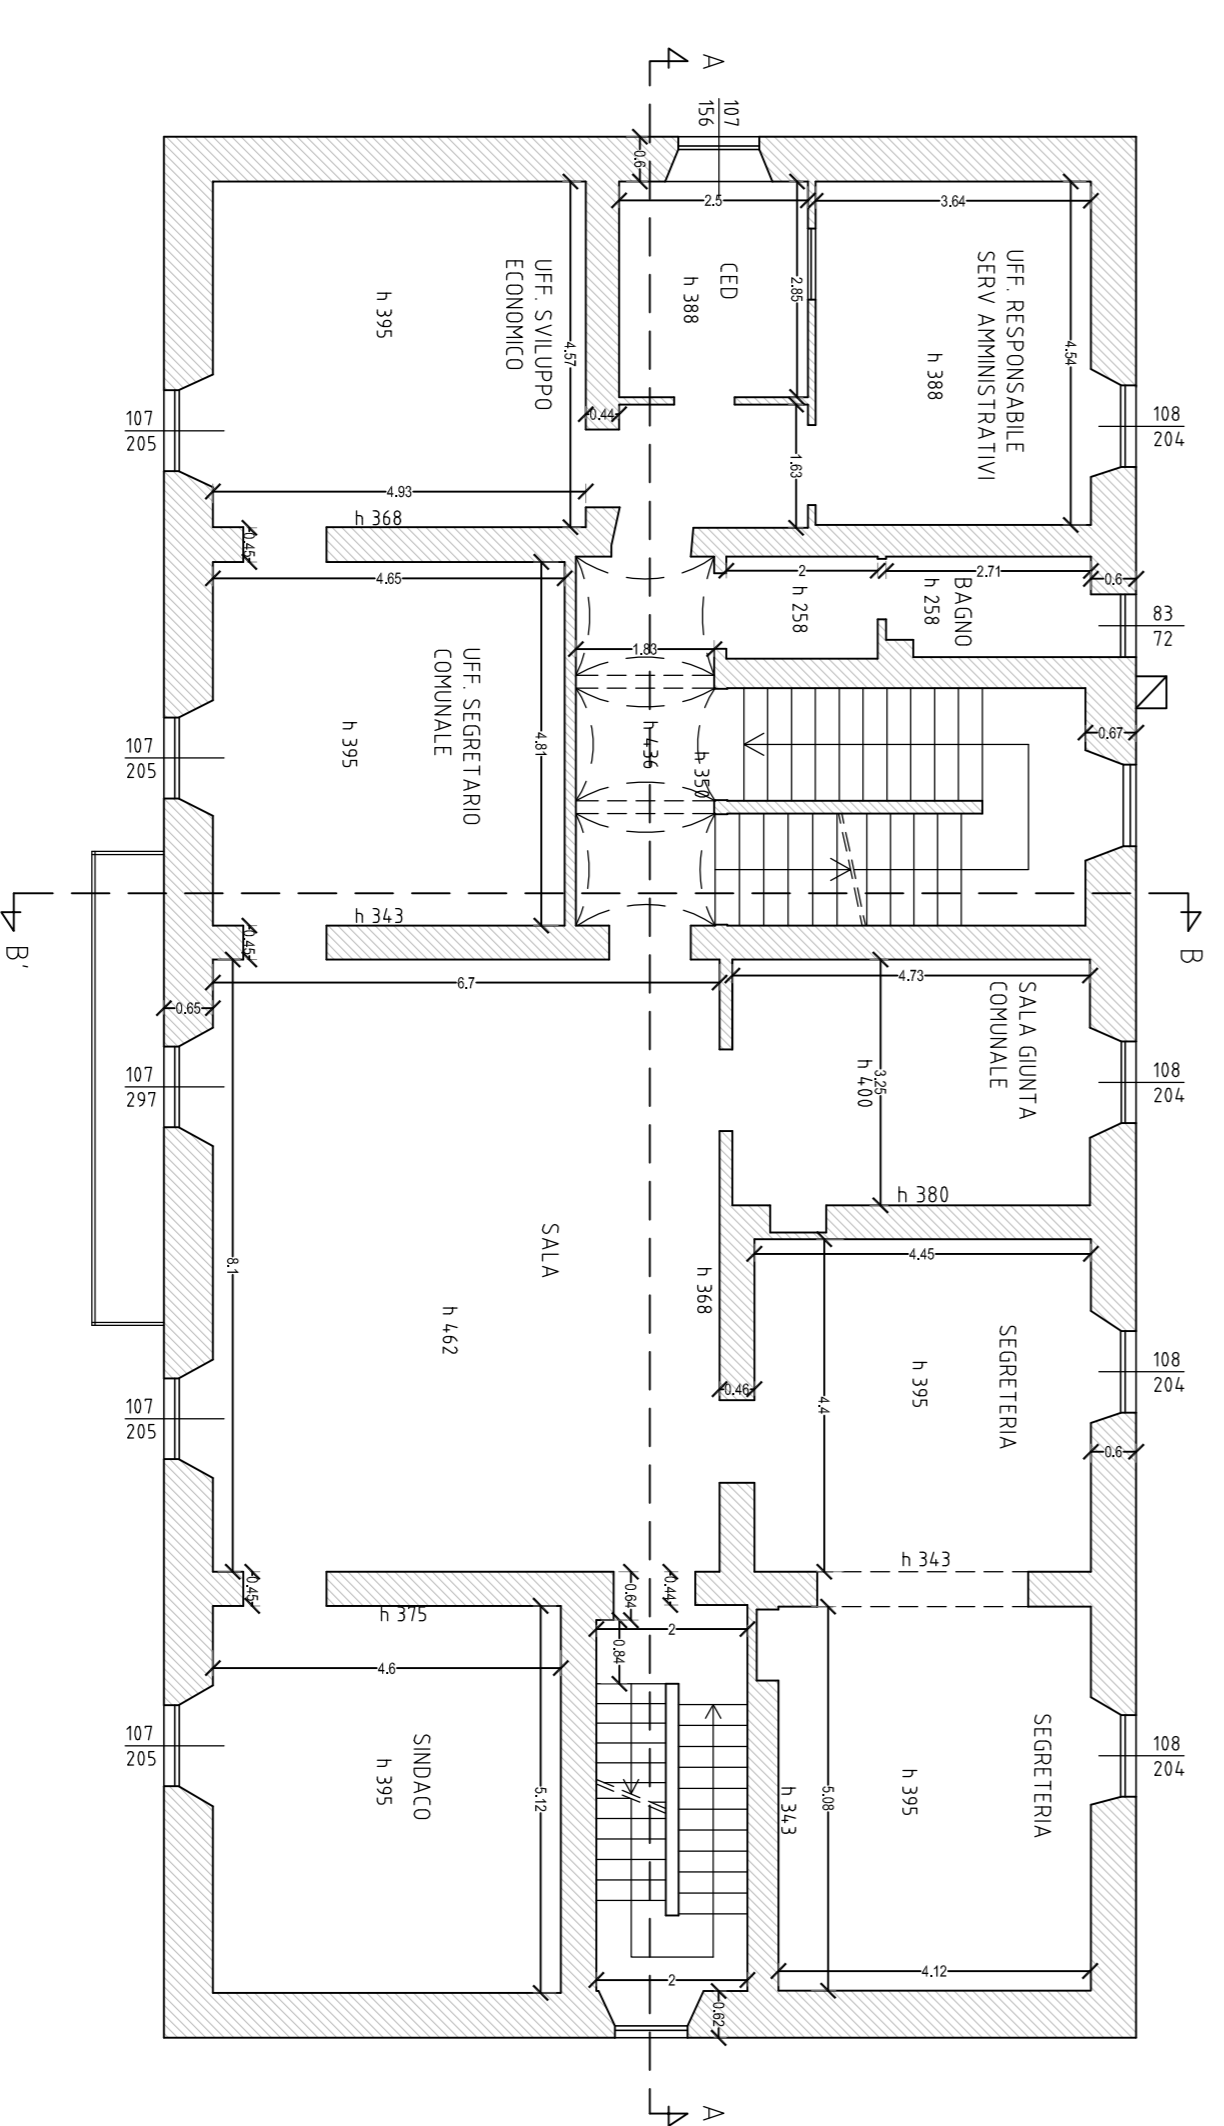 A
107
156
0.6
2.5
3.64
UFF. RESPONSABILE
SERV AMMINISTRATIVI
h 388
4.54
CED
h 388
2.85
UFF. SVILUPPO
ECONOMICO
h 395
4.57
0.44
1.63
107
205
108
204
4.93
h 368
0.45
4.65
2
2.71
0.6
BAGNO
h 258
h 258
83
72
1.83
UFF. SEGRETARIO
COMUNALE
h 395
4.81
h 436
h 350
0.67
107
205
B'
B
h 343
0.45
6.7
4.73
0.65
SALA GIUNTA
COMUNALE
3.25
h 400
107
297
108
204
h 380
8.1
SALA
h 462
h 368
4.45
SEGRETERIA
h 395
4.4
108
204
0.46
107
205
0.6
h 343
0.45
0.64
0.44
h 375
2
0.84
4.6
SINDACO
h 395
5.12
107
205
SEGRETERIA
h 395
5.08
h 343
108
204
4.12
2
0.62
A